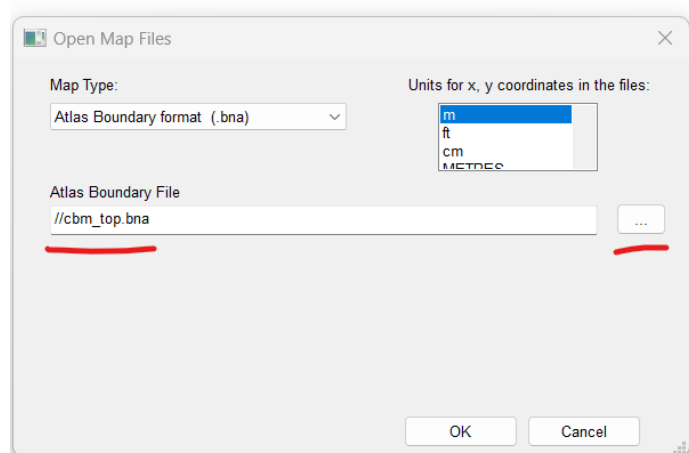 Open Map Files
Map Type:
Units for x, y coordinates in the files:
Atlas Boundary format (.bna)
m
ft
cm
METRES
Atlas Boundary File
//cbm_top.bna
...
OK
Cancel